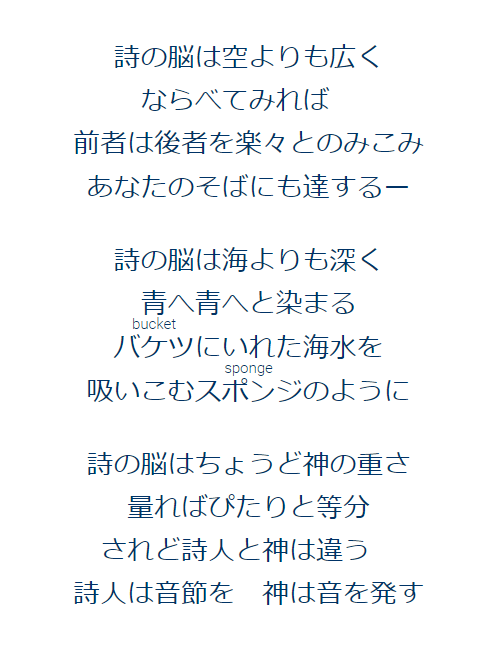 詩の脳は空よりも広く
ならべてみれば
前者は後者を楽々とのみこみ
あなたのそばにも達するー
詩の脳は海よりも深く
青へ青へと染まる
bucket
バケツにいれた海水を
sponge
吸いこむスポンジのように
詩の脳はちょうど神の重さ
量ればぴたりと等分
されど詩人と神は違う
詩人は音節を　神は音を発す